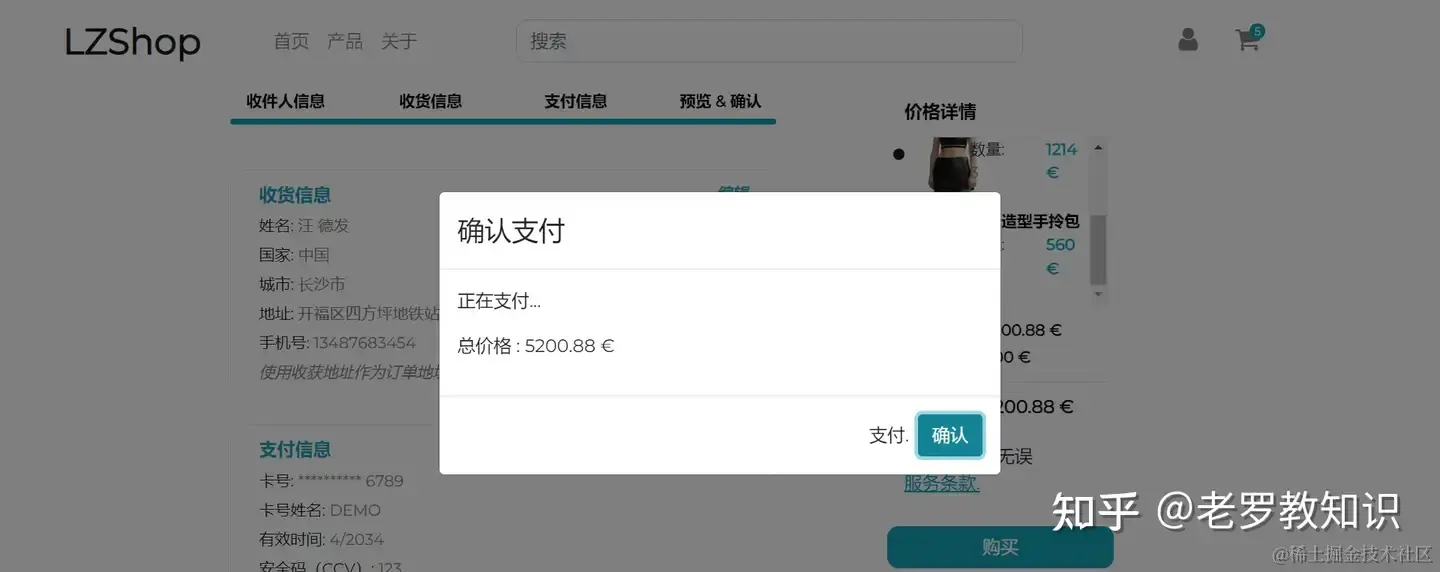 LZShop
首页 产品 关于
搜索
5
收件人信息 收货信息 支付信息 预览 & 确认
价格详情
数量: 1214
€
收货信息 编辑
姓名: 汪 德发
国家: 中国
城市: 长沙市
地址: 开福区四方坪地铁站
手机号: 13487683454
使用收获地址作为订单地
支付信息
卡号: ********** 6789
卡号姓名: DEMO
有效时间: 4/2034
安全码（CCV）: 123
确认支付
正在支付...
总价格 : 5200.88 €
支付. 确认
造型手拎包
: 560
€
00.88 €
00 €
200.88 €
无误
服务条款.
购买
知乎 @老罗教知识
@稀土掘金技术社区